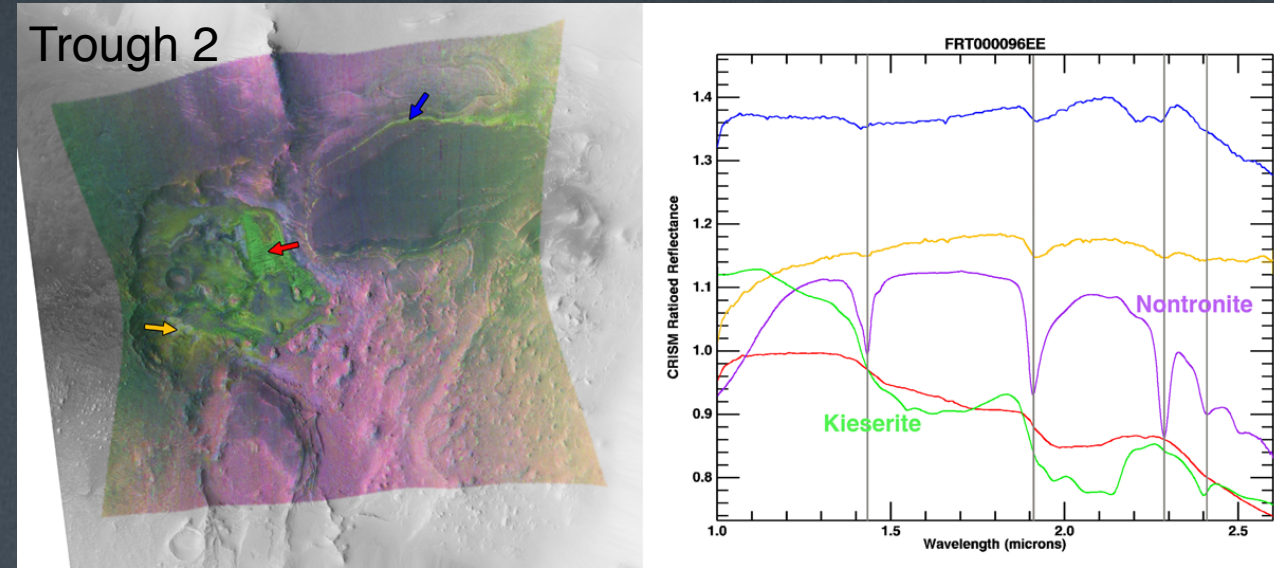 Trough 2
FRT000096EE
CRISM Ratioed Reflectance
1.4
1.3
1.2
1.1
1.0
0.9
0.8
Nontronite
Kieserite
1.0
1.5
2.0
2.5
Wavelength (microns)